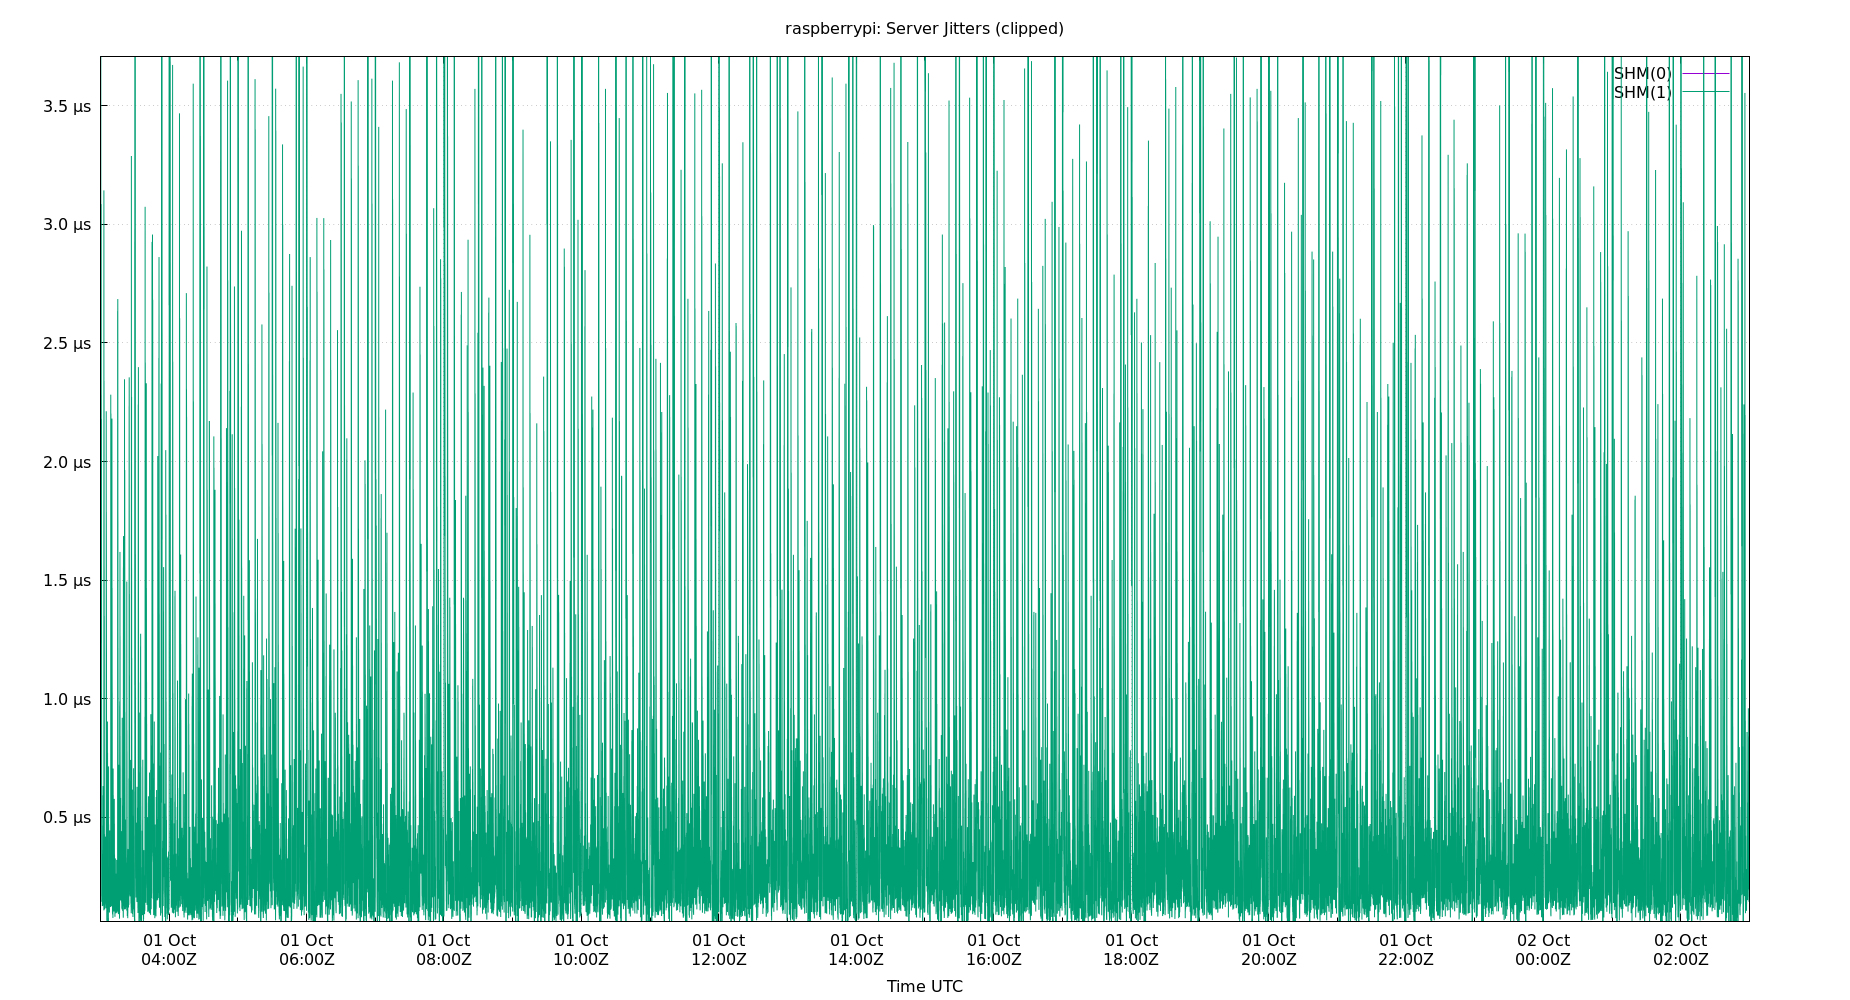 raspberrypi: Server Jitters (clipped)
SHM(0)
SHM(1)
3.5 µs
3.0 µs
2.5 µs
2.0 µs
1.5 µs
1.0 µs
0.5 µs
01 Oct 01 Oct 01 Oct 01 Oct 01 Oct 01 Oct 01 Oct 01 Oct 01 Oct 01 Oct 02 Oct 02 Oct
04:00Z 06:00Z 08:00Z 10:00Z 12:00Z 14:00Z 16:00Z 18:00Z 20:00Z 22:00Z 00:00Z 02:00Z
Time UTC